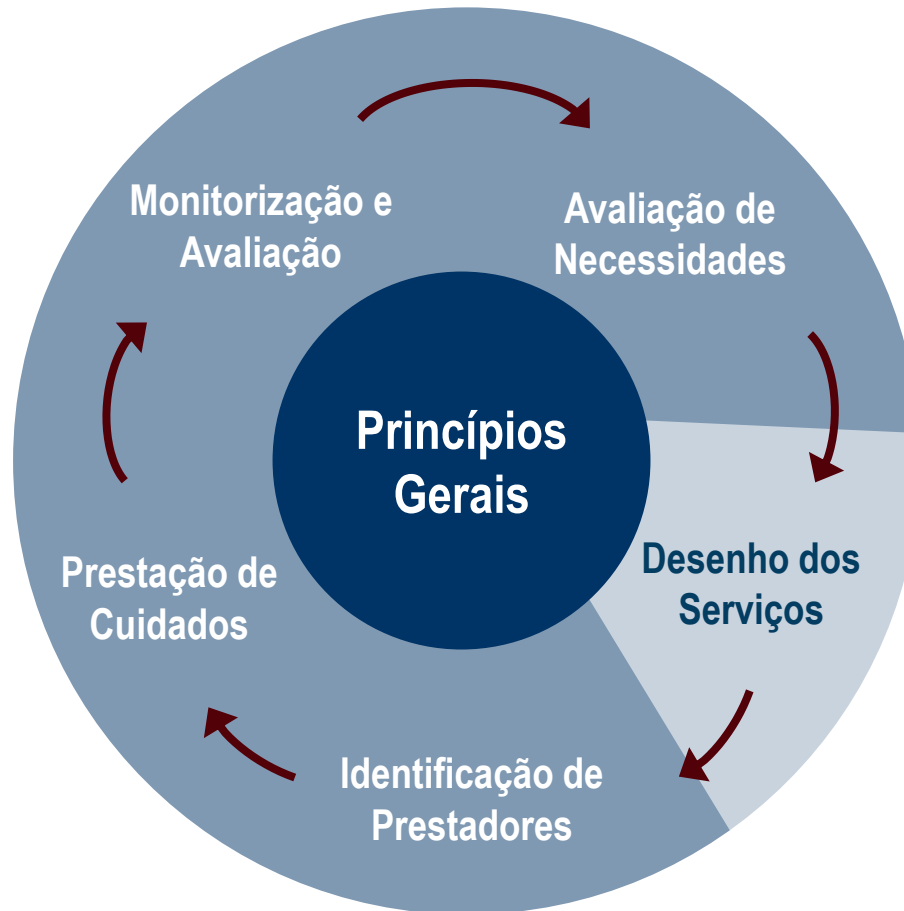 Monitorização e
Avaliação
Avaliação de
Necessidades
Princípios
Gerais
Desenho dos
Serviços
Prestação de
Cuidados
Identificação de
Prestadores